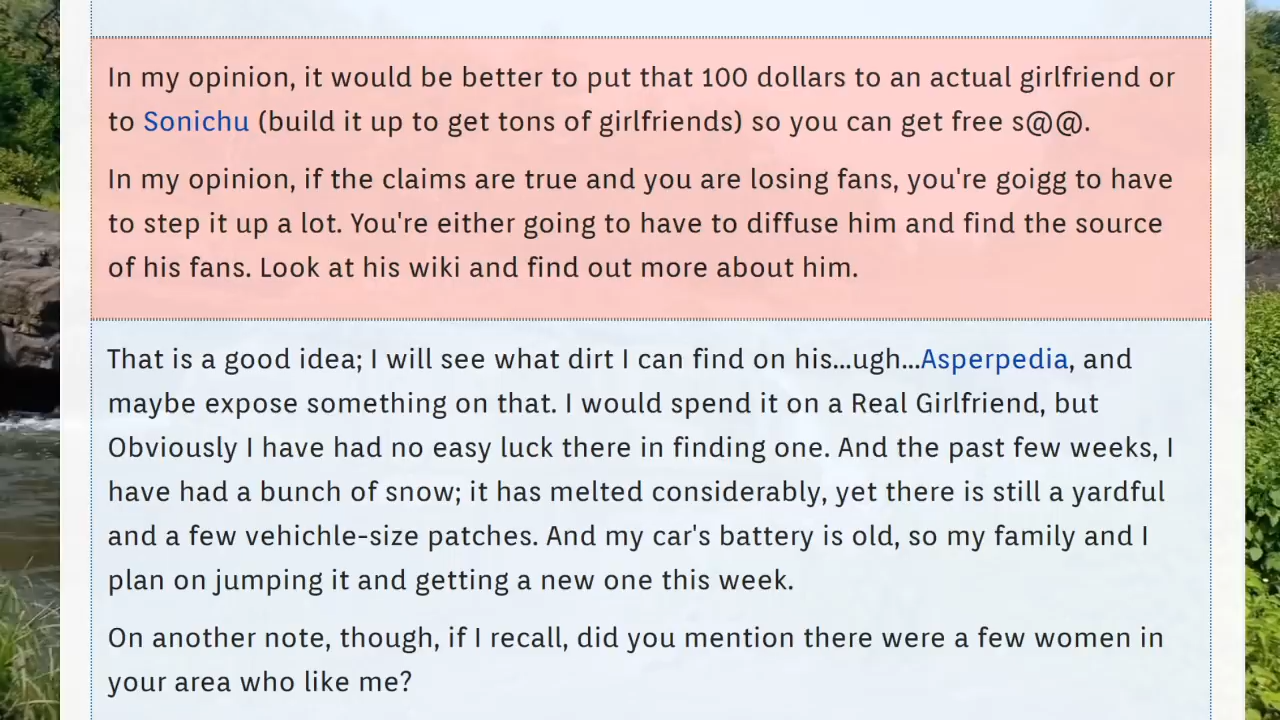 In my opinion, it would be better to put that 100 dollars to an actual girlfriend or
to Sonichu (build it up to get tons of girlfriends) so you can get free s@@.
In my opinion, if the claims are true and you are losing fans, you're goigg to have
to step it up a lot. You're either going to have to diffuse him and find the source
of his fans. Look at his wiki and find out more about him.
That is a good idea; I will see what dirt I can find on his...ugh...Asperpedia, and
maybe expose something on that. I would spend it on a Real Girlfriend, but
Obviously I have had no easy luck there in finding one. And the past few weeks, I
have had a bunch of snow; it has melted considerably, yet there is still a yardful
and a few vehichle-size patches. And my car's battery is old, so my family and I
plan on jumping it and getting a new one this week.
On another note, though, if I recall, did you mention there were a few women in
your area who like me?